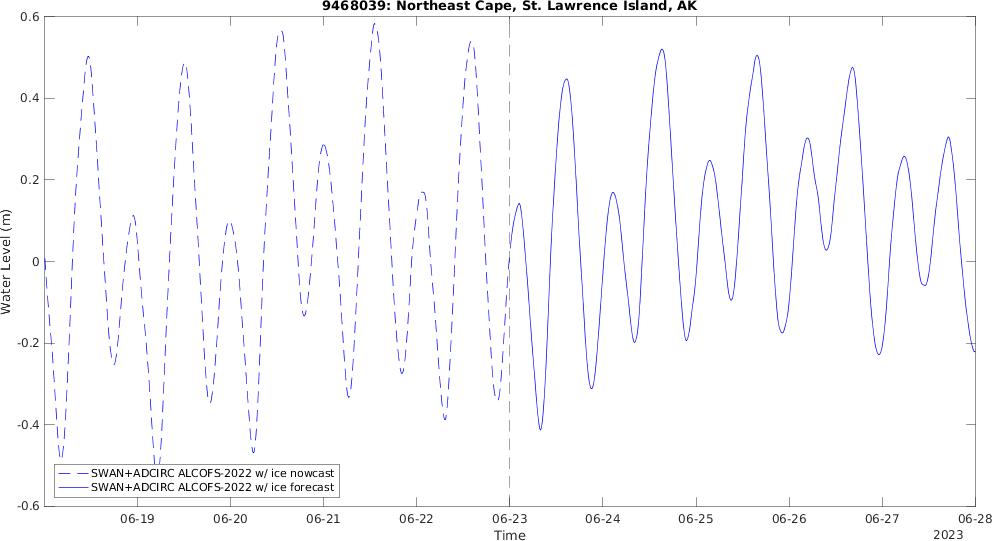 9468039: Northeast Cape, St. Lawrence Island, AK
Water Level (m)
0.6
0.4
0.2
0
-0.2
-0.4
-0.6
SWAN+ADCIRC ALCOFS-2022 w/ ice nowcast
SWAN+ADCIRC ALCOFS-2022 w/ ice forecast
06-19 06-20 06-21 06-22 06-23 06-24 06-25 06-26 06-27 06-28
Time
2023